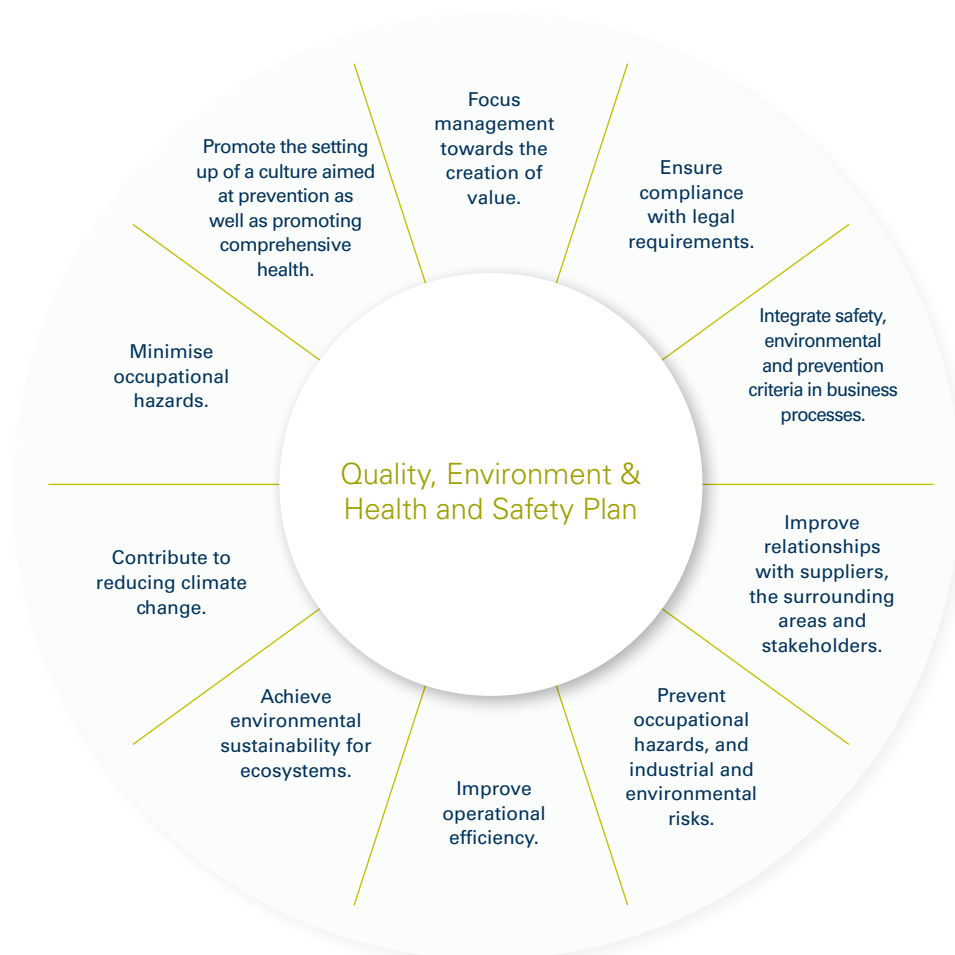 Focus
management
towards the
creation of
value.
Ensure
compliance
with legal
requirements.
Integrate safety,
environmental
and prevention
criteria in business
processes.
Improve
relationships
with suppliers,
the surrounding
areas and
stakeholders.
Prevent
occupational
hazards, and
industrial and
environmental
risks.
Improve
operational
efficiency.
Achieve
environmental
sustainability for
ecosystems.
Contribute to
reducing climate
change.
Minimise
occupational
hazards.
Promote the setting
up of a culture aimed
at prevention as
well as promoting
comprehensive
health.
Quality, Environment &
Health and Safety Plan